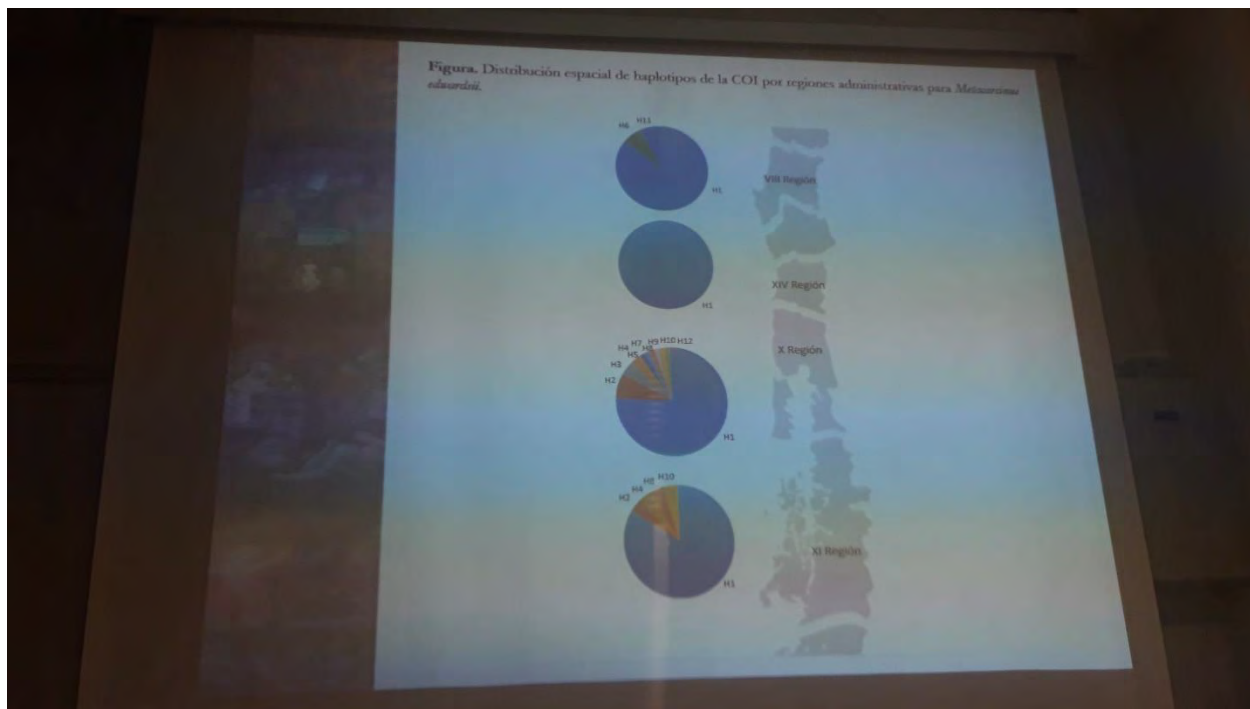 Figura. Distribución espacial de haplotipos de la COI por regiones administrativas para Metacarcinus
edwardsii.
H6 H11
H1
VIII Región
H1
XIV Región
H4 H7 H9 H10 H12
H5 H8
H3
H2
H1
X Región
H8 H10
H4
H2
H1
XI Región